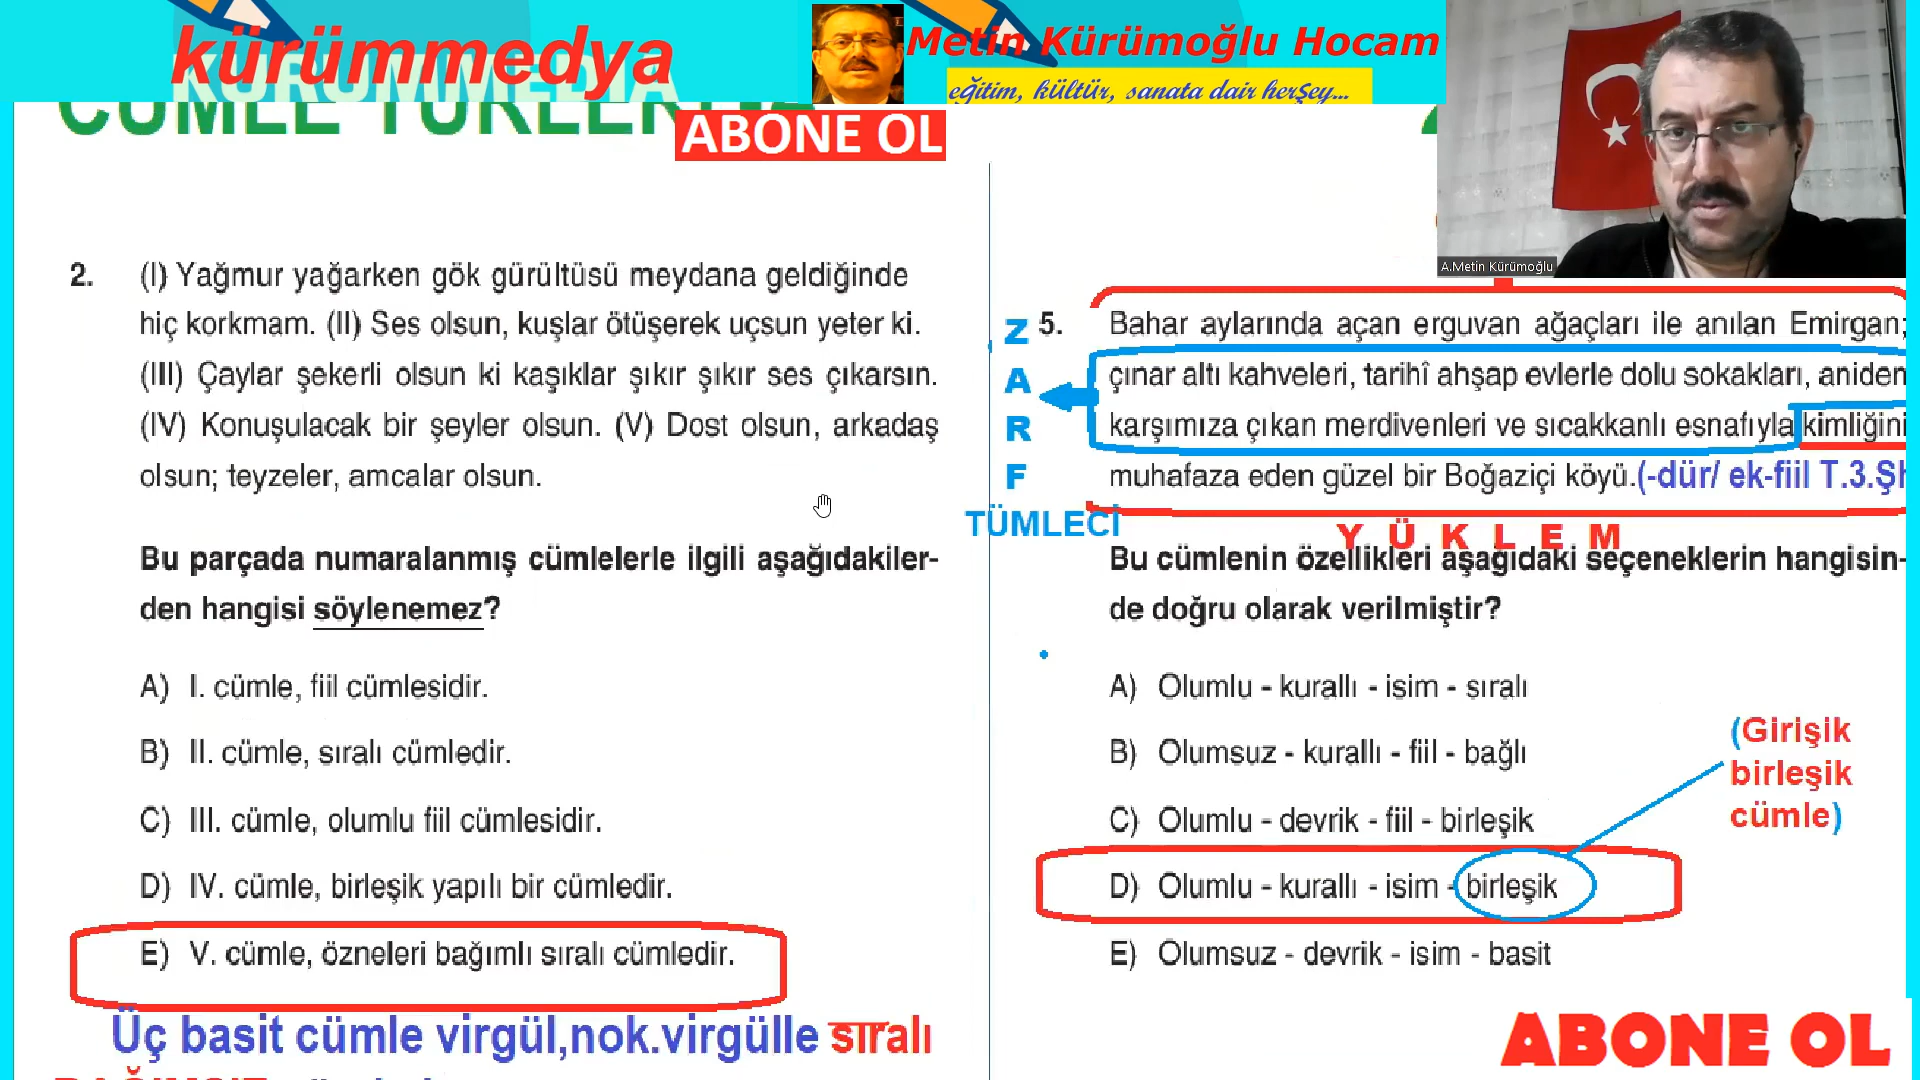 kürümmedya
KÜRÜMMEDYA
Metin Kürümoğlu Hocam
eğitim, kültür, sanata dair herşey...
ABONE OL
A.Metin Kürümoğlu
2. (I) Yağmur yağarken gök gürültüsü meydana geldiğinde
hiç korkmam. (II) Ses olsun, kuşlar ötüşerek uçsun yeter ki.
(III) Çaylar şekerli olsun ki kaşıklar şıkır şıkır ses çıkarsın.
(IV) Konuşulacak bir şeyler olsun. (V) Dost olsun, arkadaş
olsun; teyzeler, amcalar olsun.
Bu parçada numaralanmış cümlelerle ilgili aşağıdakiler-
den hangisi söylenemez?
A) I. cümle, fiil cümlesidir.
B) II. cümle, sıralı cümledir.
C) III. cümle, olumlu fiil cümlesidir.
D) IV. cümle, birleşik yapılı bir cümledir.
E) V. cümle, özneleri bağımlı sıralı cümledir.
Üç basit cümle virgül,nok.virgülle sıralı
ZARF
TÜMLECİ
5. Bahar aylarında açan erguvan ağaçları ile anılan Emirgan;
çınar altı kahveleri, tarihî ahşap evlerle dolu sokakları, aniden
karşımıza çıkan merdivenleri ve sıcakkanlı esnafıyla kimliğini
muhafaza eden güzel bir Boğaziçi köyü.(-dür/ ek-fiil T.3.Şh
YÜKLEM
Bu cümlenin özellikleri aşağıdaki seçeneklerin hangisin-
de doğru olarak verilmiştir?
A) Olumlu - kurallı - isim - sıralı
B) Olumsuz - kurallı - fiil - bağlı
C) Olumlu - devrik - fiil - birleşik
D) Olumlu - kurallı - isim - birleşik
E) Olumsuz - devrik - isim - basit
(Girişik
birleşik
cümle)
ABONE OL